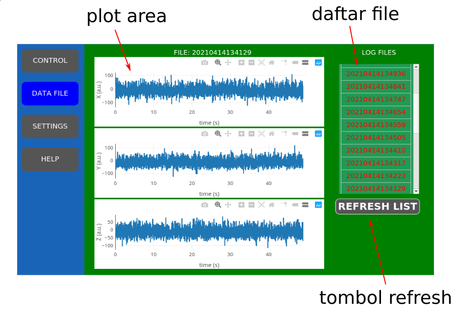 plot area
daftar file
CONTROL
DATA FILE
SETTINGS
HELP
FILE: 20210414134129
LOG FILES
X (a.u.)
100
0
−100
0
10
20
30
40
time (s)
Y (a.u.)
100
0
−100
0
10
20
30
40
time (s)
Z (a.u.)
50
0
−50
−100
0
10
20
30
40
time (s)
20210414134936
20210414134841
20210414134747
20210414134654
20210414134559
20210414134505
20210414134410
20210414134317
20210414134223
20210414134129
REFRESH LIST
tombol refresh